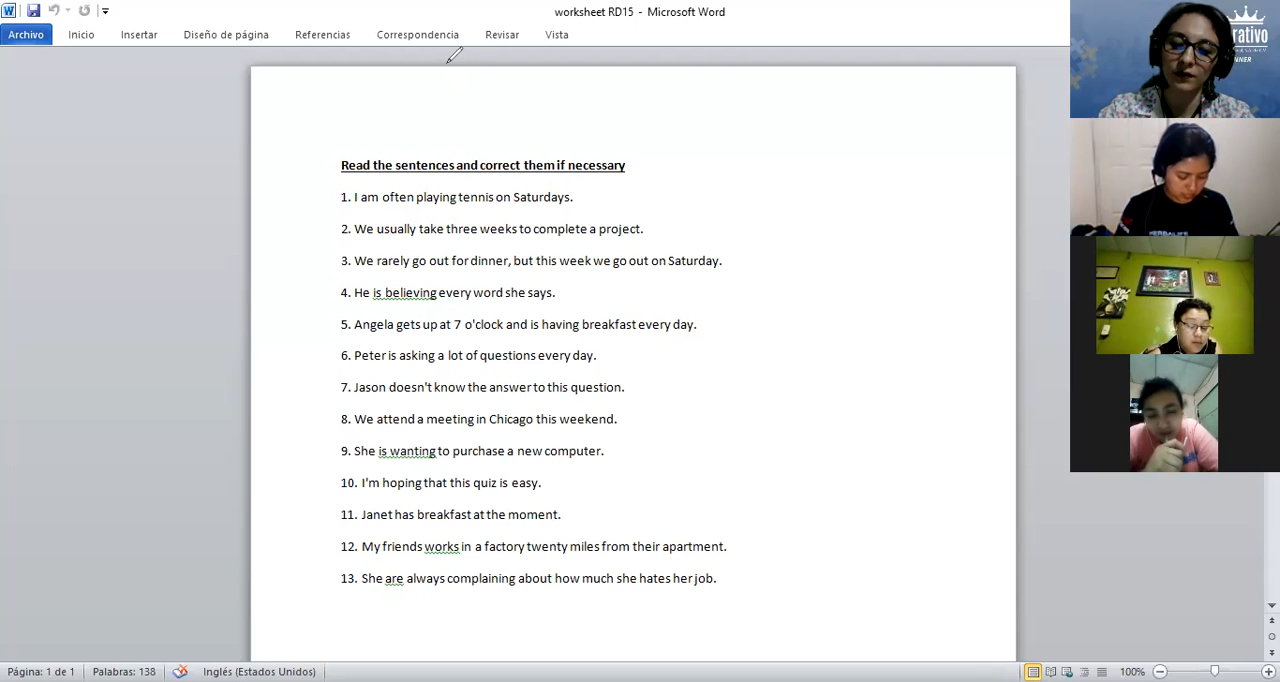 worksheet RD15 - Microsoft Word
Archivo Inicio Insertar Diseño de página Referencias Correspondencia Revisar Vista
rativo
NNER
Read the sentences and correct them if necessary
1. I am often playing tennis on Saturdays.
2. We usually take three weeks to complete a project.
3. We rarely go out for dinner, but this week we go out on Saturday.
4. He is believing every word she says.
5. Angela gets up at 7 o'clock and is having breakfast every day.
6. Peter is asking a lot of questions every day.
7. Jason doesn't know the answer to this question.
8. We attend a meeting in Chicago this weekend.
9. She is wanting to purchase a new computer.
10. I'm hoping that this quiz is easy.
11. Janet has breakfast at the moment.
12. My friends works in a factory twenty miles from their apartment.
13. She are always complaining about how much she hates her job.
HERBALIFE
Página: 1 de 1 Palabras: 138 Inglés (Estados Unidos) 100%